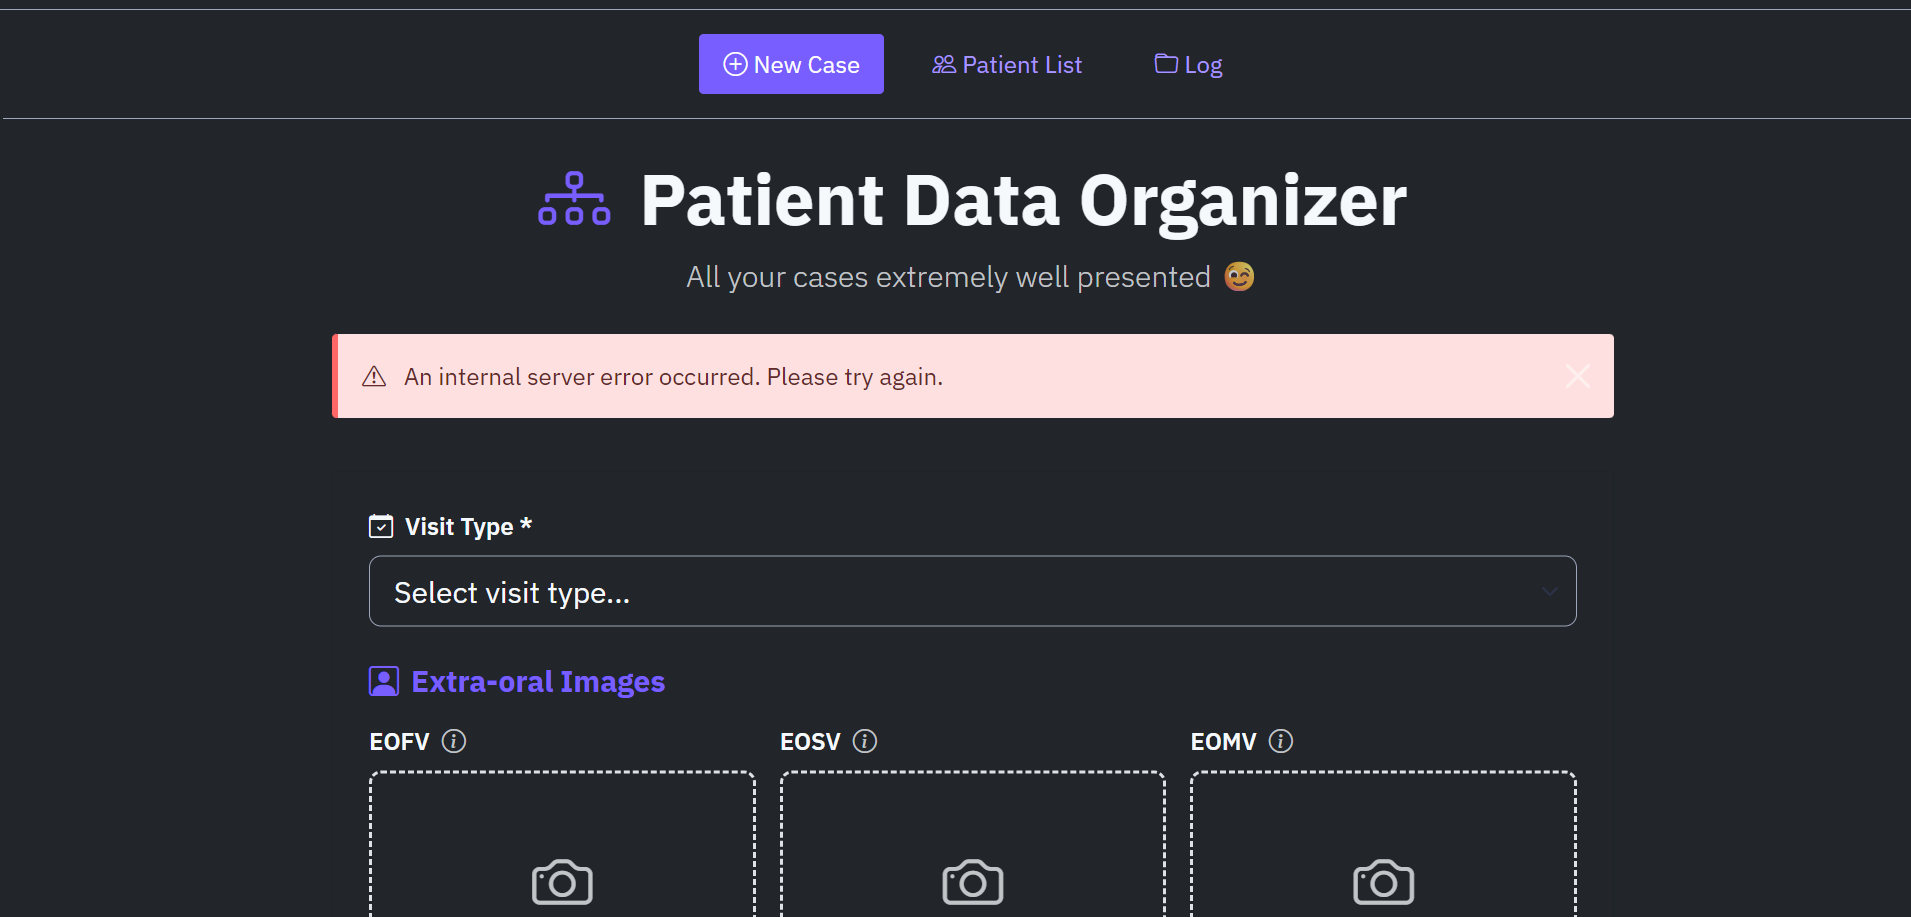 New Case
Patient List
Log
Patient Data Organizer
All your cases extremely well presented 😉
An internal server error occurred. Please try again.
Visit Type *
Select visit type...
Extra-oral Images
EOFV
EOSV
EOMV